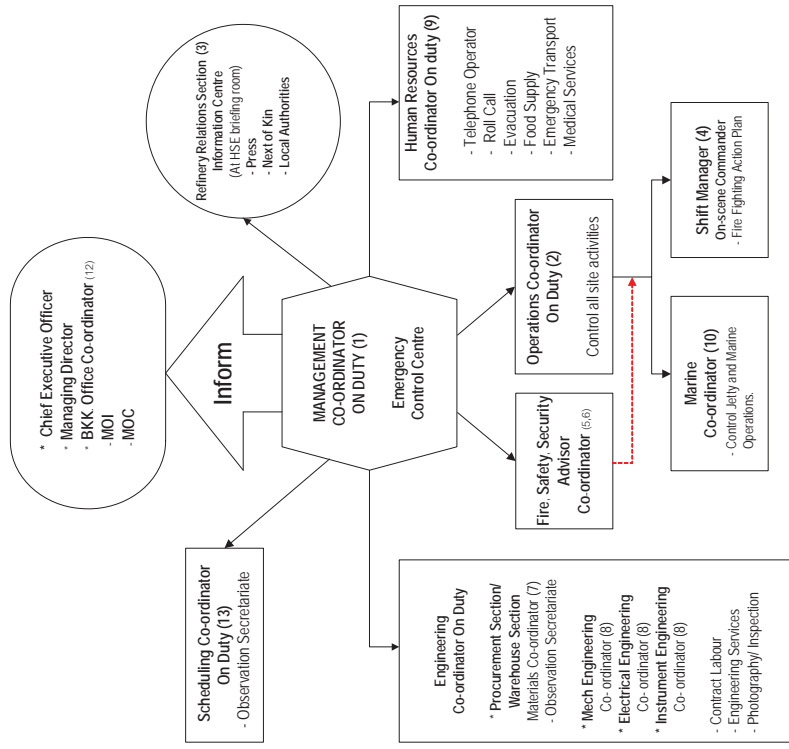 * Chief Executive Officer
* Managing Director
* BKK. Office Co-ordinator (12)
-MOI
-MOC
Inform
Refinery Relations Section (3)
Information Centre
(At HSE briefing room)
- Press
- Next of Kin
- Local Authorities
Scheduling Co-ordinator
On Duty (13)
- Observation Secretariate
MANAGEMENT
CO-ORDINATOR
ON DUTY (1)
Emergency
Control Centre
Human Resources
Co-ordinator On duty (9)
- Telephone Operator
- Roll Call
- Evacuation
- Food Supply
- Emergency Transport
- Medical Services
Engineering
Co-ordinator On Duty
* Procurement Section/
Warehouse Section
Materials Co-ordinator (7)
- Observation Secretariate
* Mech Engineering
Co- ordinator (8)
* Electrical Engineering
Co- ordinator (8)
* Instrument Engineering
Co- ordinator (8)
- Contract Labour
- Engineering Services
- Photography/ Inspection
Fire, Safety, Security
Advisor
Co-ordinator (5,6)
Operations Co-ordinator
On Duty (2)
Control all site activities
Marine
Co-ordinator (10)
- Control Jetty and Marine
Operations.
Shift Manager (4)
On-scene Commander
- Fire Fighting Action Plan